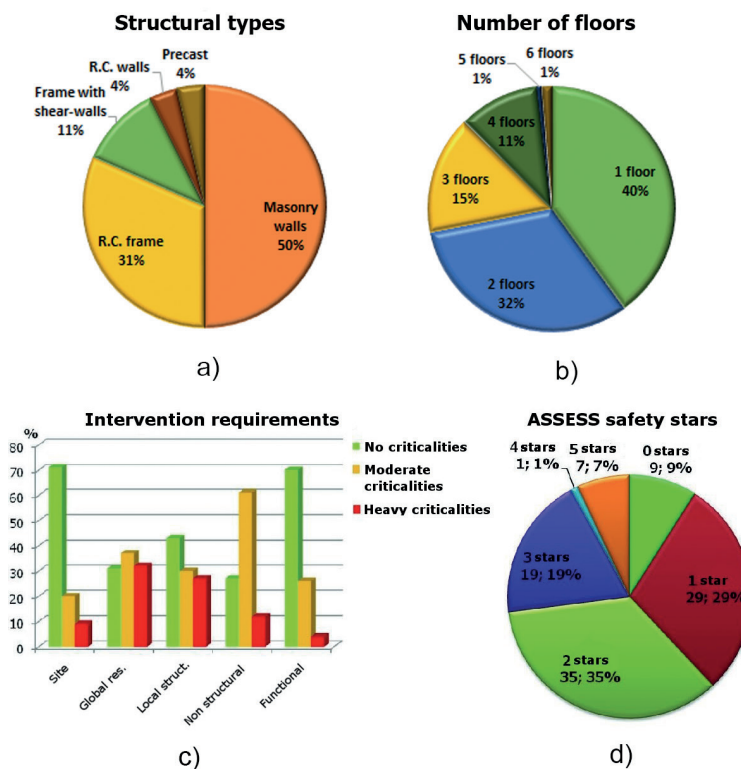 Structural types
Precast
4%
R.C. walls
4%
Frame with
shear-walls
11%
R.C. frame
31%
Masonry
walls
50%
a)
Number of floors
6 floors
1%
5 floors
1%
4 floors
11%
3 floors
15%
1 floor
40%
2 floors
32%
b)
Intervention requirements
%
80
70
60
50
40
30
20
10
0
Site
Global res.
Local struct.
Non structural
Functional
No criticalities
Moderate
criticalities
Heavy criticalities
c)
ASSESS safety stars
4 stars
1; 1%
5 stars
7; 7%
0 stars
9; 9%
3 stars
19; 19%
1 star
29; 29%
2 stars
35; 35%
d)